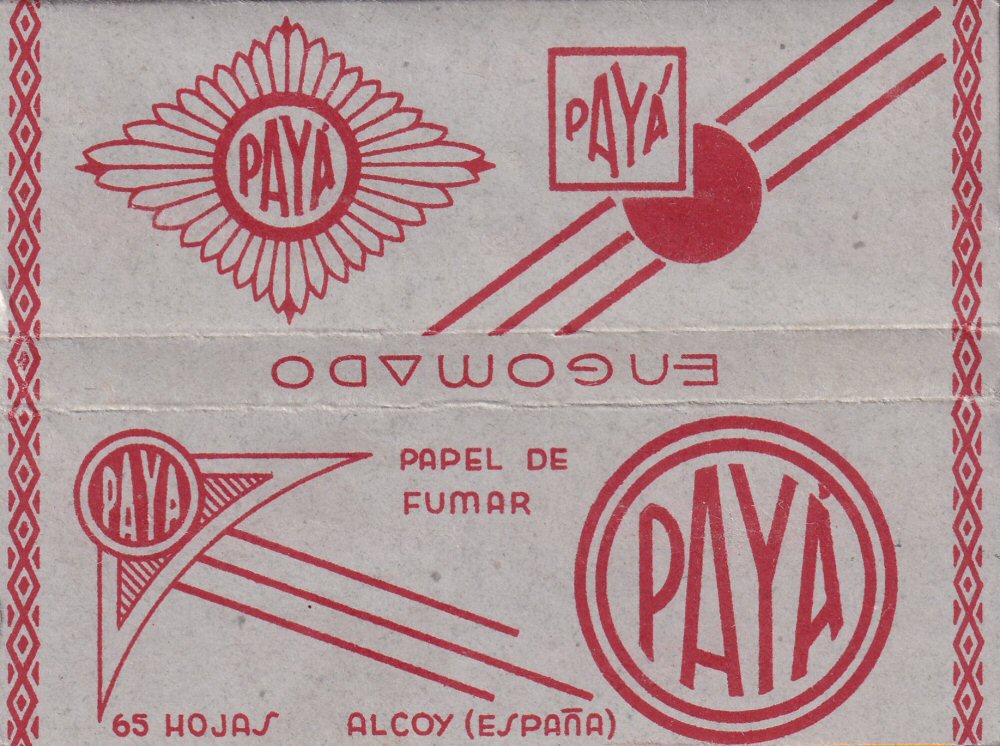 PAYÁ
PAYÁ
ENGOMADO
PAYÁ
PAPEL DE
FUMAR
PAYÁ
65 HOJAS
ALCOY (ESPAÑA)